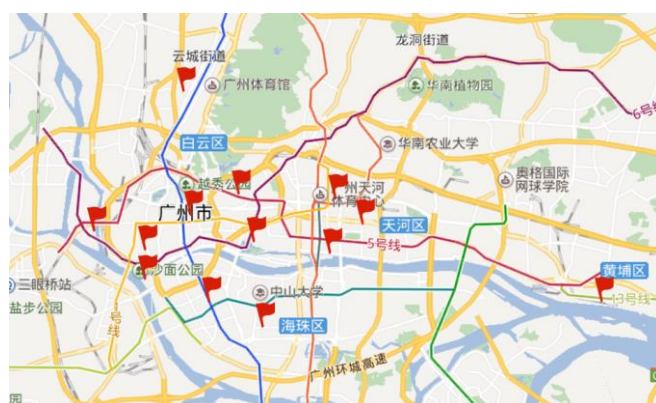 龙洞街道
云城街道
广州体育馆
华南植物园
6号线
白云区
华南农业大学
奥格国际
网球学院
越秀公园
州天河
体育中心
广州市
天河区
5号线
沙面公园
黄埔区
三眼桥站
中山大学
13号线
盐步公园
1号线
海珠区
广州环城高速
园